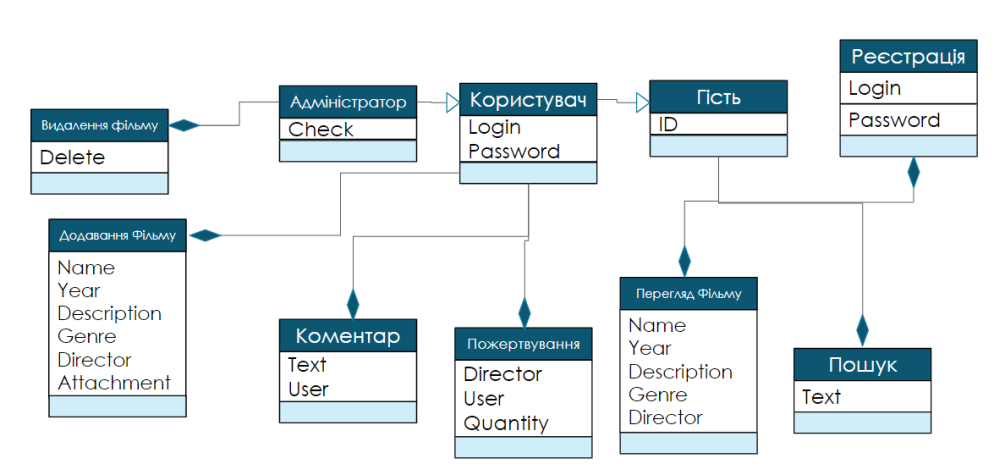 Реєстрація
Login
Password
Гість
ID
Користувач
Login
Password
Адміністратор
Check
Видалення фільму
Delete
Додавання Фільму
Name
Year
Description
Genre
Director
Attachment
Коментар
Text
User
Пожертвування
Director
User
Quantity
Перегляд Фільму
Name
Year
Description
Genre
Director
Пошук
Text